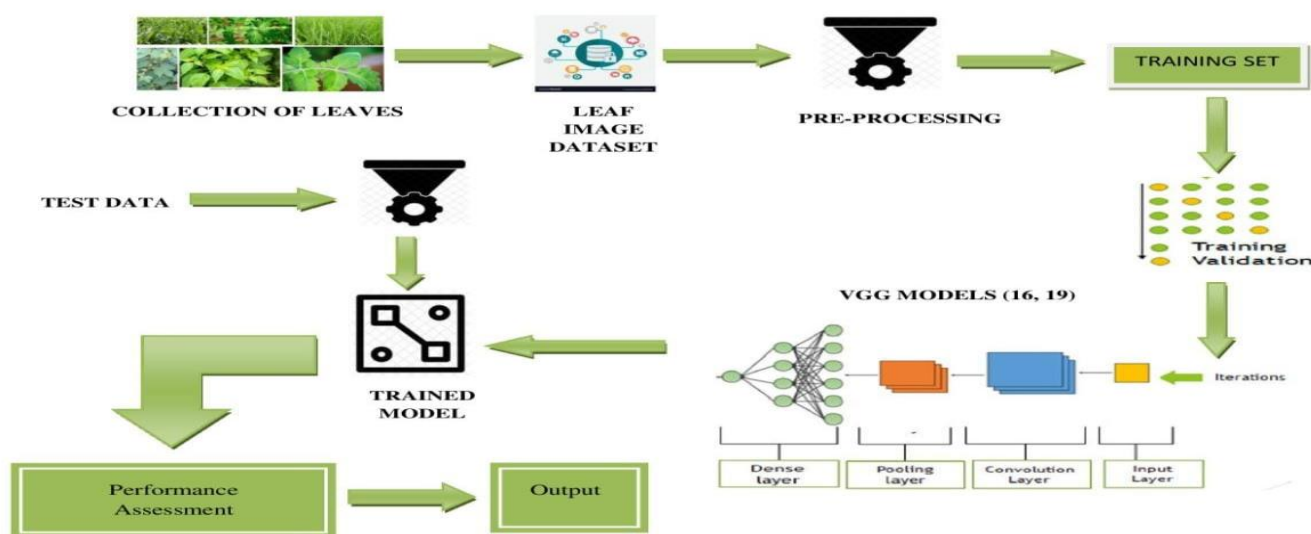 COLLECTION OF LEAVES
LEAF
IMAGE
DATASET
PRE-PROCESSING
TRAINING SET
TEST DATA
Training
Validation
VGG MODELS (16, 19)
Iterations
TRAINED
MODEL
Dense
layer
Pooling
layer
Convolution
Layer
Input
Layer
Performance
Assessment
Output